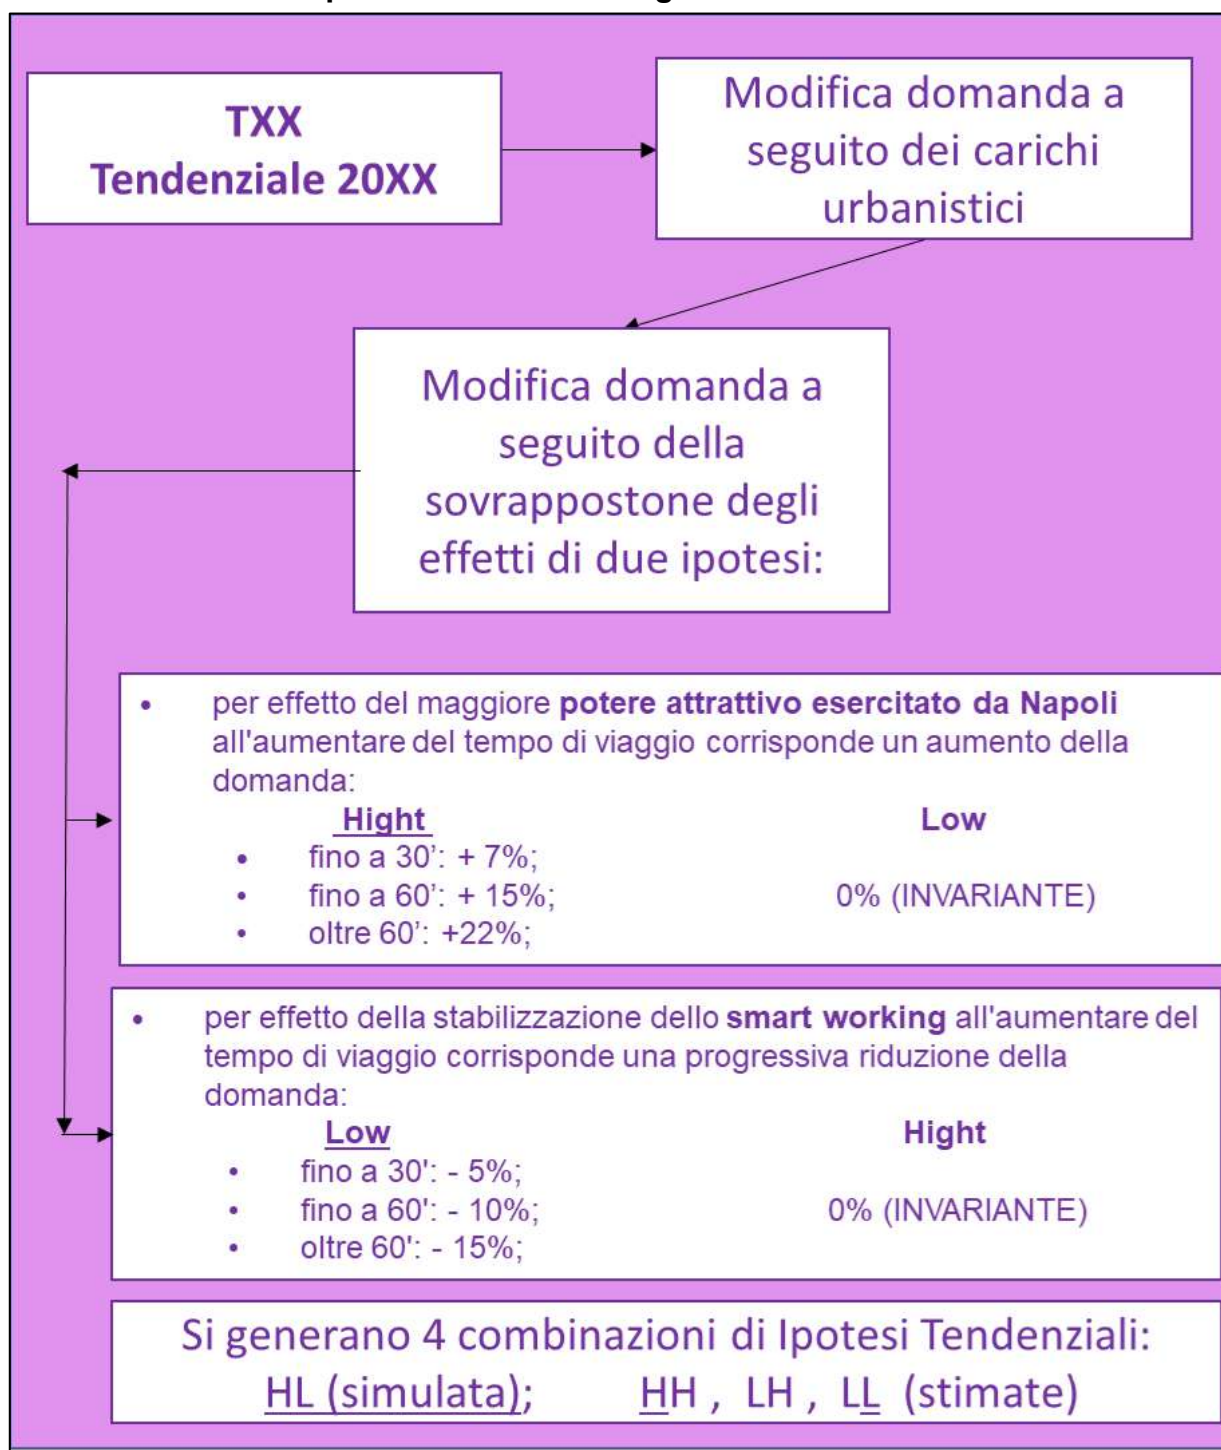 TXX
Tendenziale 20XX
Modifica domanda a
seguito dei carichi
urbanistici
Modifica domanda a
seguito della
sovrappostone degli
effetti di due ipotesi:
• per effetto del maggiore potere attrattivo esercitato da Napoli
all'aumentare del tempo di viaggio corrisponde un aumento della
domanda:
Hight Low
• fino a 30’: + 7%;
• fino a 60’: + 15%; 0% (INVARIANTE)
• oltre 60’: +22%;
• per effetto della stabilizzazione dello smart working all'aumentare del
tempo di viaggio corrisponde una progressiva riduzione della
domanda:
Low Hight
• fino a 30': - 5%;
• fino a 60': - 10%; 0% (INVARIANTE)
• oltre 60': - 15%;
Si generano 4 combinazioni di Ipotesi Tendenziali:
HL (simulata); HH , LH , LL (stimate)